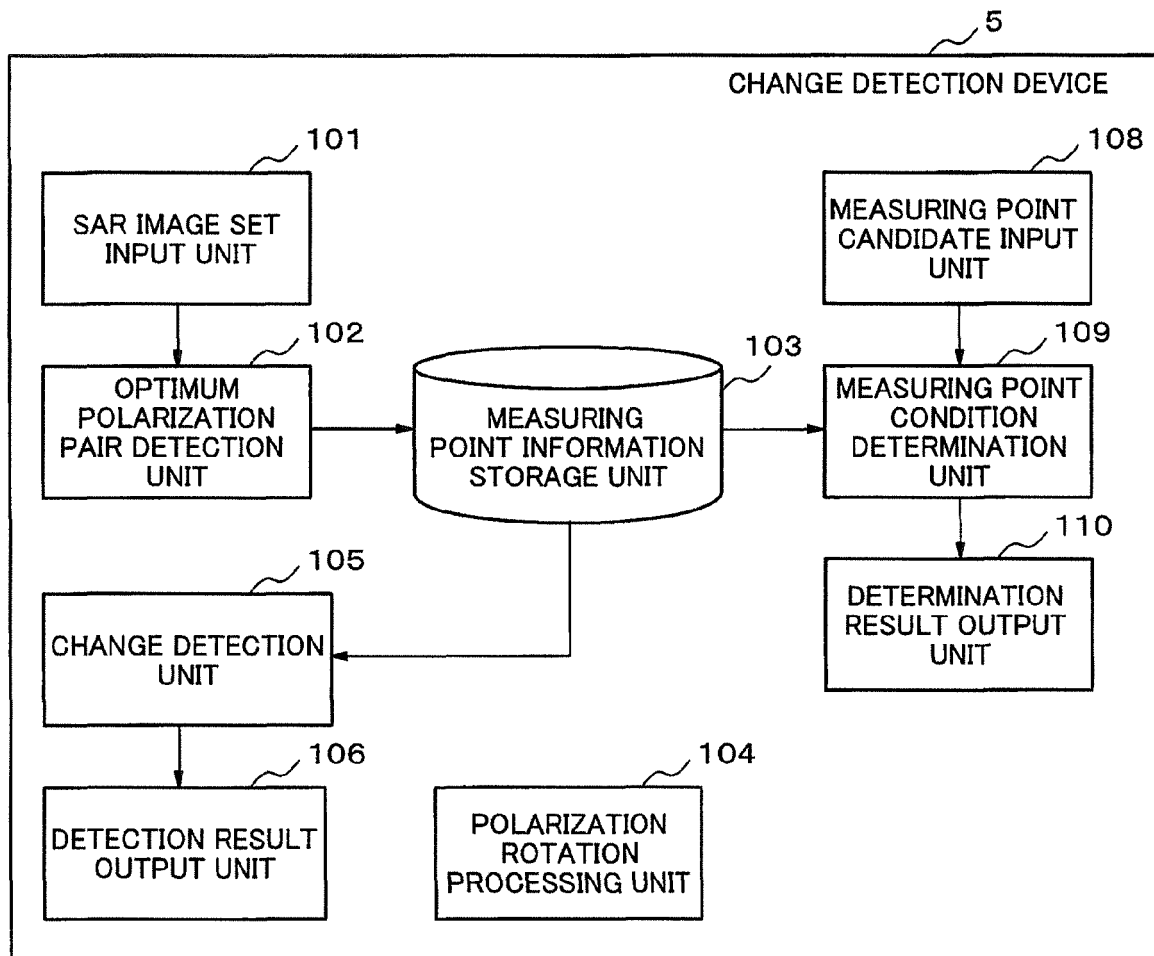 5
CHANGE DETECTION DEVICE
101
SAR IMAGE SET
INPUT UNIT
108
MEASURING POINT
CANDIDATE INPUT
UNIT
102
OPTIMUM
POLARIZATION
PAIR DETECTION
UNIT
103
MEASURING
POINT INFORMATION
STORAGE UNIT
109
MEASURING POINT
CONDITION
DETERMINATION
UNIT
105
CHANGE DETECTION
UNIT
110
DETERMINATION
RESULT OUTPUT
UNIT
106
DETECTION RESULT
OUTPUT UNIT
104
POLARIZATION
ROTATION
PROCESSING UNIT